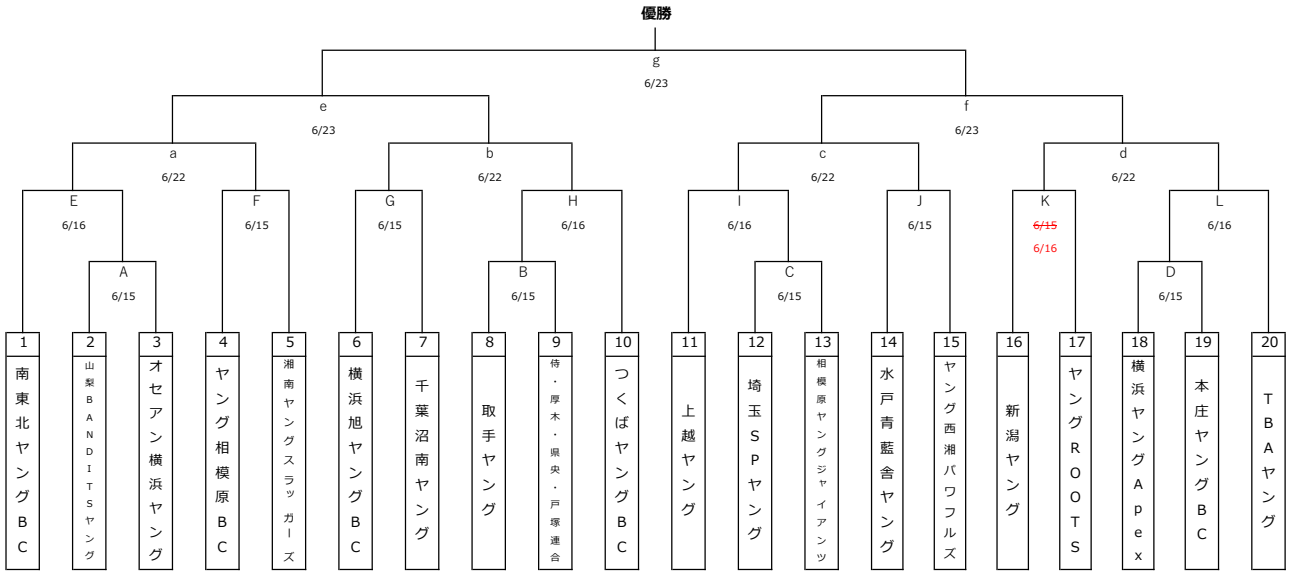 優勝
g
6/23
e
f
6/23
6/23
a
b
c
d
6/22
6/22
6/22
6/22
E
F
G
H
I
J
K
L
6/16
6/15
6/15
6/16
6/16
6/15
6/15
6/16
6/16
A
B
C
D
6/15
6/15
6/15
6/15
1
2
3
4
5
6
7
8
9
10
11
12
13
14
15
16
17
18
19
20
南東北ヤングBC
山梨BANDITSヤング
オセアン横浜ヤング
ヤング相模原BC
湘南ヤングスラッガーズ
横浜旭ヤングBC
千葉沼南ヤング
取手ヤング
侍・厚木・県央・戸塚連合
つくばヤングBC
上越ヤング
埼玉SPヤング
相模原ヤングジャイアンツ
水戸青藍舎ヤング
ヤング西湘パワフルズ
新潟ヤング
ヤングROOTS
横浜ヤングApex
本庄ヤングBC
TBAヤング